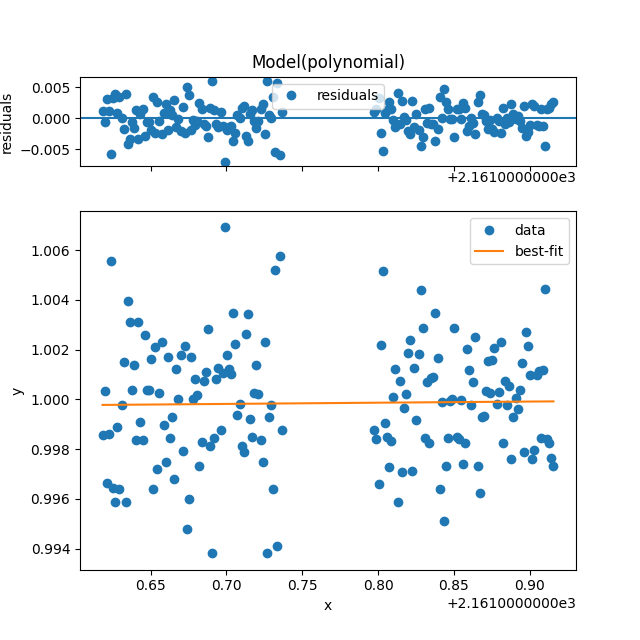 Model(polynomial)
residuals
0.005
0.000
−0.005
residuals
+2.1610000000e3
data
best-fit
1.006
1.004
1.002
1.000
0.998
0.996
0.994
y
0.65
0.70
0.75
0.80
0.85
0.90
x
+2.1610000000e3